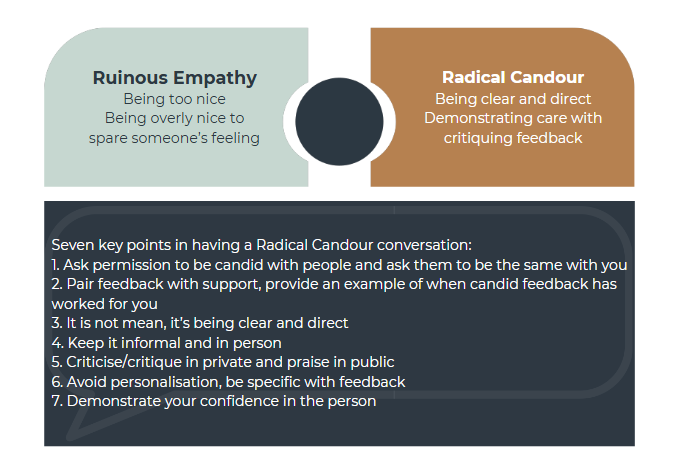 Ruinous Empathy
Being too nice
Being overly nice to
spare someone's feeling
Radical Candour
Being clear and direct
Demonstrating care with
critiquing feedback
Seven key points in having a Radical Candour conversation:
1. Ask permission to be candid with people and ask them to be the same with you
2. Pair feedback with support, provide an example of when candid feedback has
worked for you
3. It is not mean, it's being clear and direct
4. Keep it informal and in person
5. Criticise/critique in private and praise in public
6. Avoid personalisation, be specific with feedback
7. Demonstrate your confidence in the person